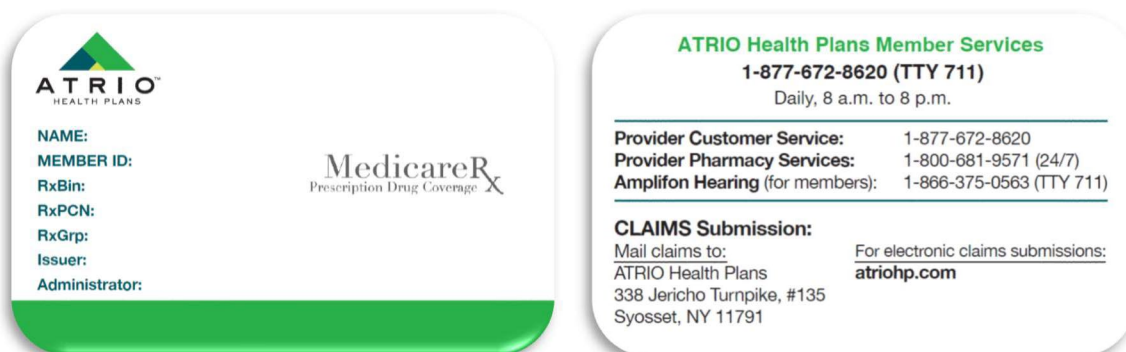 ATRIO™
HEALTH PLANS
NAME:
MEMBER ID:
RxBin:
RxPCN:
RxGrp:
Issuer:
Administrator:
MedicareRx
Prescription Drug Coverage
ATRIO Health Plans Member Services
1-877-672-8620 (TTY 711)
Daily, 8 a.m. to 8 p.m.
Provider Customer Service: 1-877-672-8620
Provider Pharmacy Services: 1-800-681-9571 (24/7)
Amplifon Hearing (for members): 1-866-375-0563 (TTY 711)
CLAIMS Submission:
Mail claims to:
ATRIO Health Plans
338 Jericho Turnpike, #135
Syosset, NY 11791
For electronic claims submissions:
atriohp.com